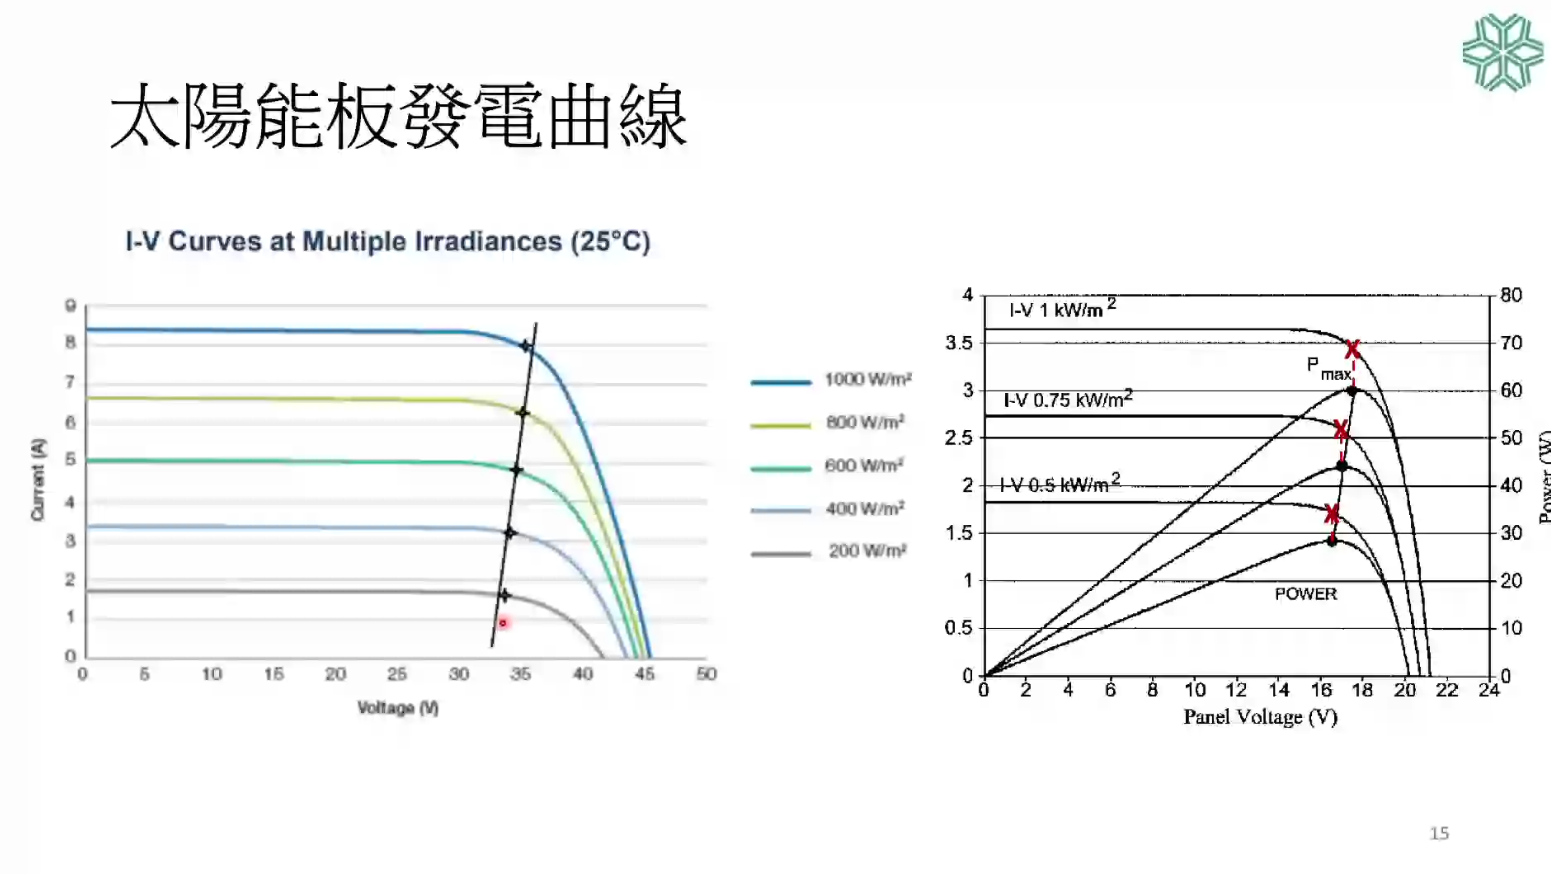 太陽能板發電曲線
I-V Curves at Multiple Irradiances (25°C)
9
8
7
6
5
4
3
2
1
0
Current (A)
0 5 10 15 20 25 30 35 40 45 50
Voltage (V)
1000 W/m²
800 W/m²
600 W/m²
400 W/m²
200 W/m²
4
3.5
3
2.5
2
1.5
1
0.5
0
I-V 1 kW/m²
Pmax
I-V 0.75 kW/m²
I-V 0.5 kW/m²
POWER
80
70
60
50
40
30
20
10
0
Power (W)
0 2 4 6 8 10 12 14 16 18 20 22 24
Panel Voltage (V)
15